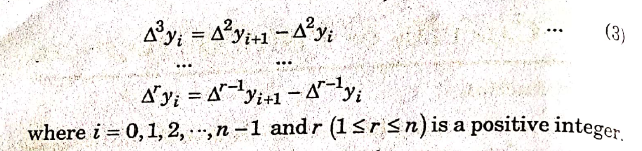 Δ³yᵢ = Δ²yᵢ₊₁ − Δ²yᵢ ... (3)
... ...
Δʳyᵢ = Δʳ⁻¹yᵢ₊₁ − Δʳ⁻¹yᵢ
where i = 0, 1, 2, ···, n − 1 and r (1 ≤ r ≤ n) is a positive integer.